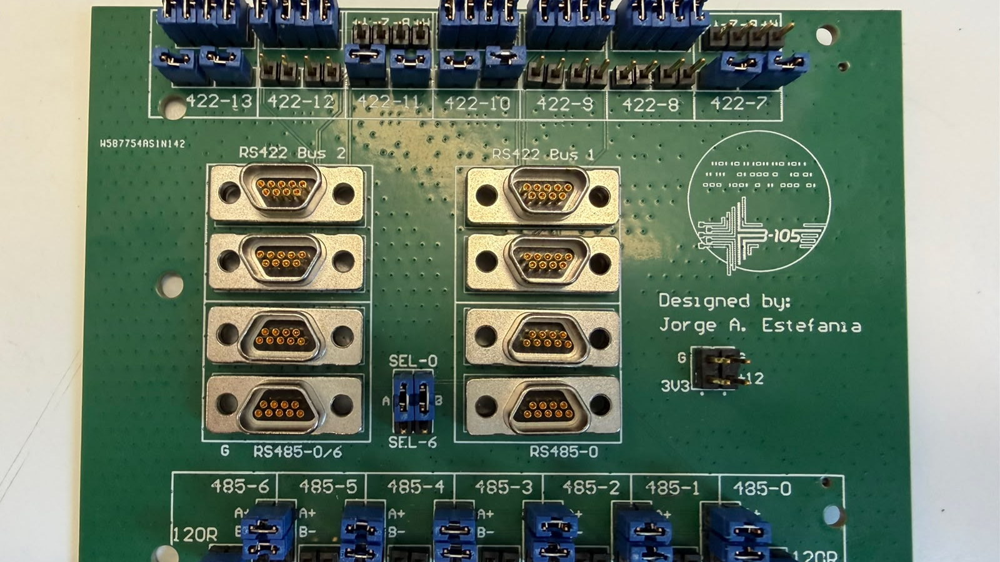 422-13 422-12 422-11 422-10 422-9 422-8 422-7
W5B7754AS1N142
RS422 Bus 2
RS422 Bus 1
B-105
Designed by:
Jorge A. Estefania
SEL-0
A B
SEL-6
G
3V3
12
G RS485-0/6
RS485-0
485-6 485-5 485-4 485-3 485-2 485-1 485-0
A+ A+ A+ A+
B- B- B-
120R
120R